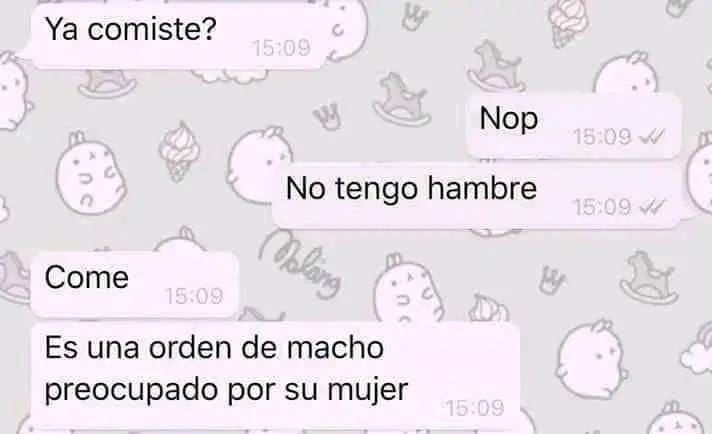 Ya comiste?
15:09
Nop
15:09
No tengo hambre
15:09
Molang
Come
15:09
Es una orden de macho
preocupado por su mujer
15:09